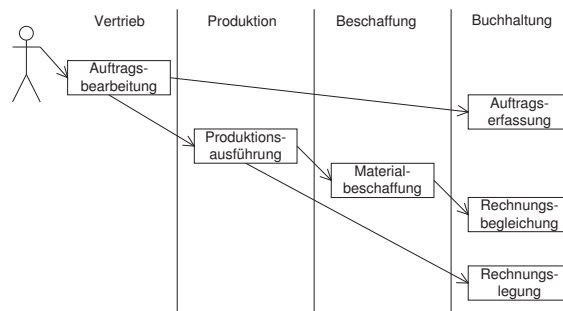 Vertrieb
Produktion
Beschaffung
Buchhaltung
Auftrags-
bearbeitung
Auftrags-
erfassung
Produktions-
ausführung
Material-
beschaffung
Rechnungs-
begleichung
Rechnungs-
legung